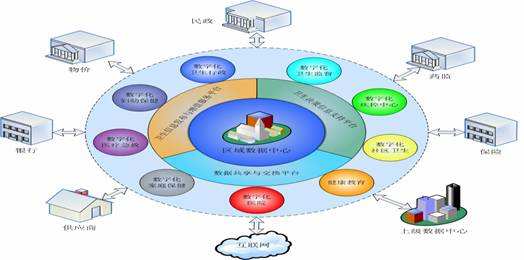 民政
物价
药监
数字化
卫生行政
数字化
卫生监督
数字化
妇幼保健
数字化
疾控中心
银行
区域数据中心
保险
数字化
医疗急救
数字化
社区卫生
数据共享与交换平台
数字化
家庭保健
健康教育
供应商
数字化
医院
上级数据中心
互联网